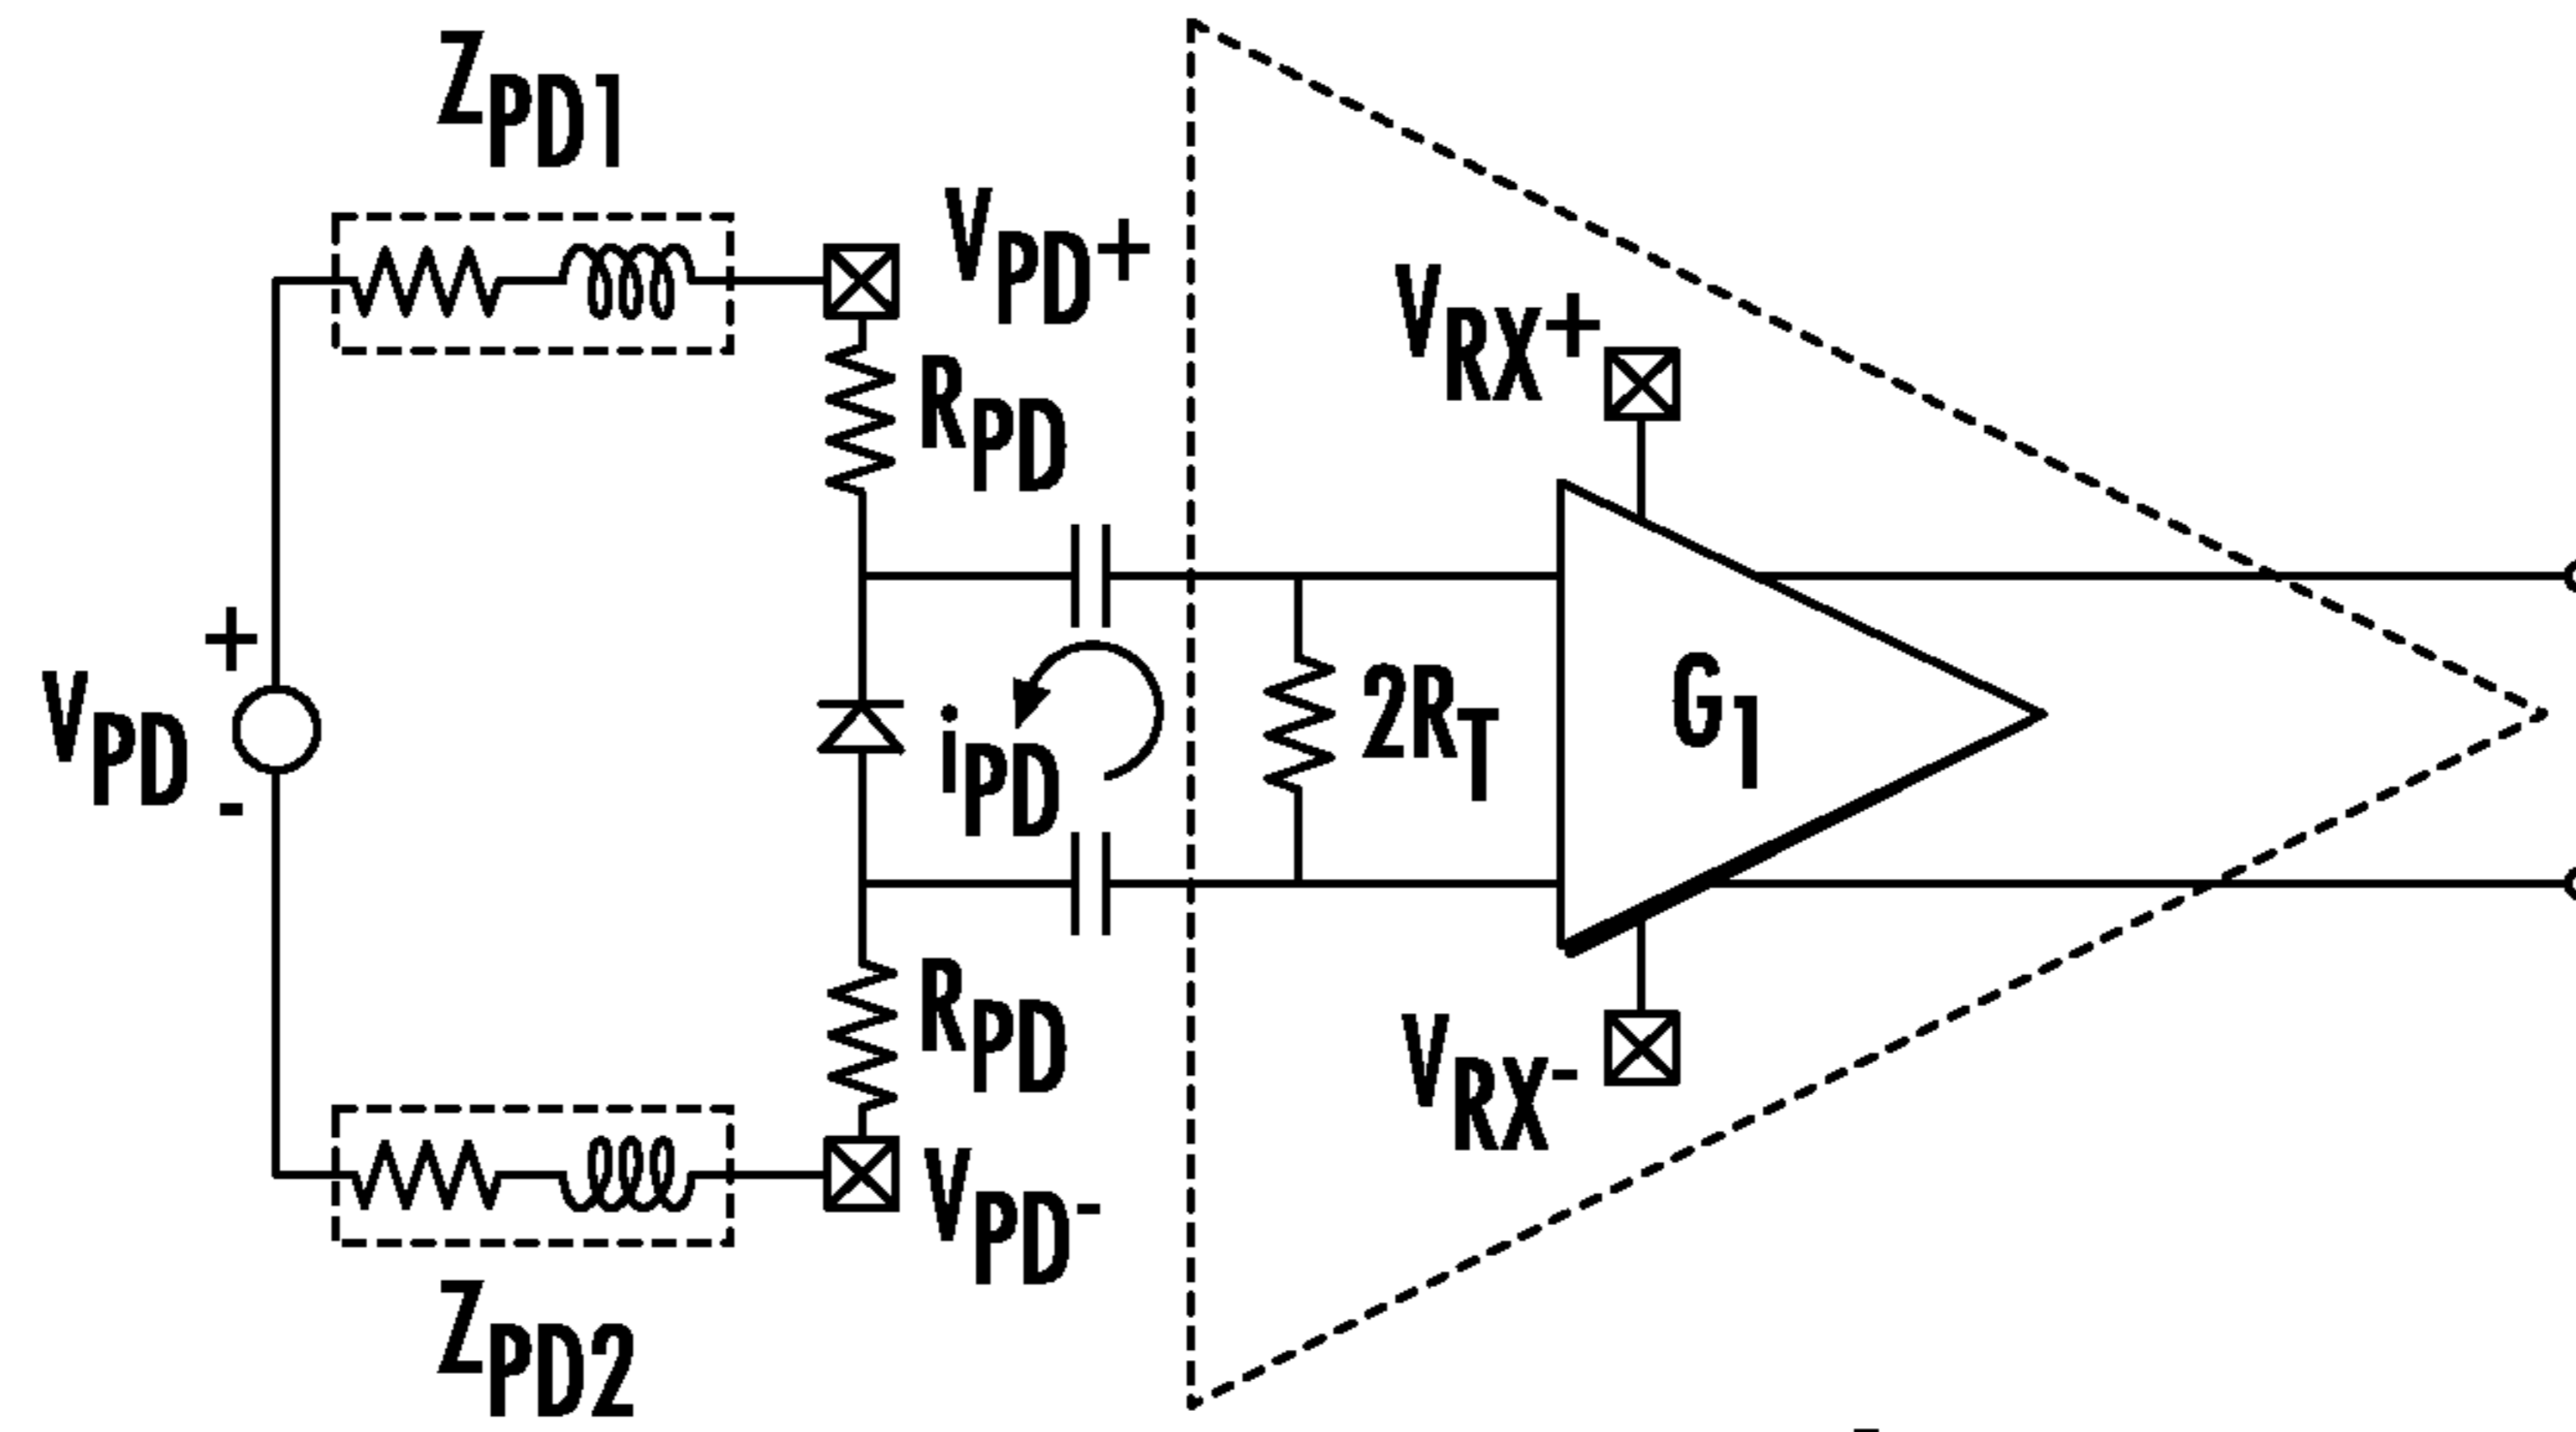 ZPD1
VPD+
VRX+
RPD
+
VPD
-
iPD
2RT
G1
RPD
VRX-
VPD-
ZPD2